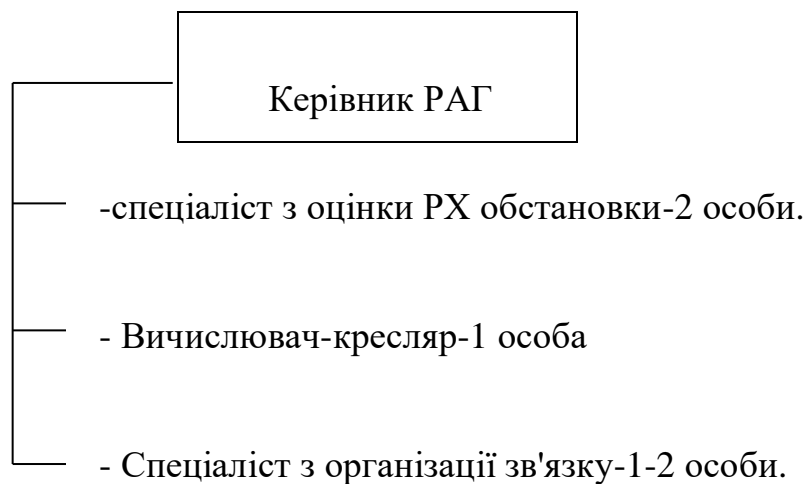 Керівник РАГ
-спеціаліст з оцінки РХ обстановки-2 особи.
- Вичислювач-кресляр-1 особа
- Спеціаліст з організації зв'язку-1-2 особи.